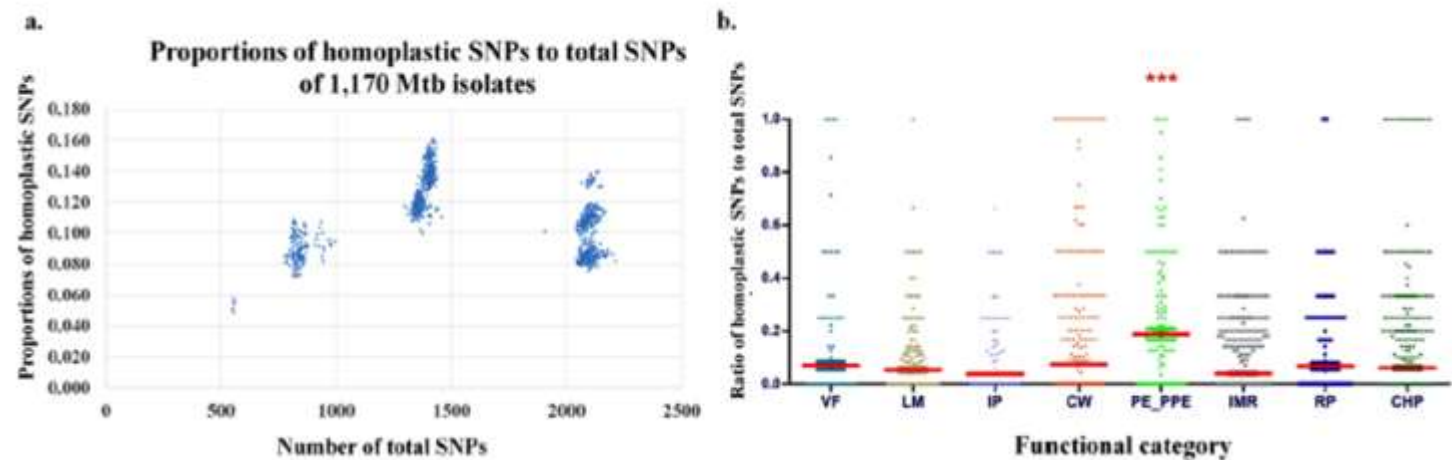 a.
Proportions of homoplastic SNPs to total SNPs
of 1,170 Mtb isolates
Proportions of homoplastic SNPs
0.180
0.160
0.140
0.120
0.100
0.080
0.060
0.040
0.020
0.000
0
500
1000
1500
2000
2500
Number of total SNPs
b.
***
Ratio of homoplastic SNPs to total SNPs
1.0
0.8
0.6
0.4
0.2
0.0
VF
LM
IP
CW
PE_PPE
IMR
RP
CHP
Functional category